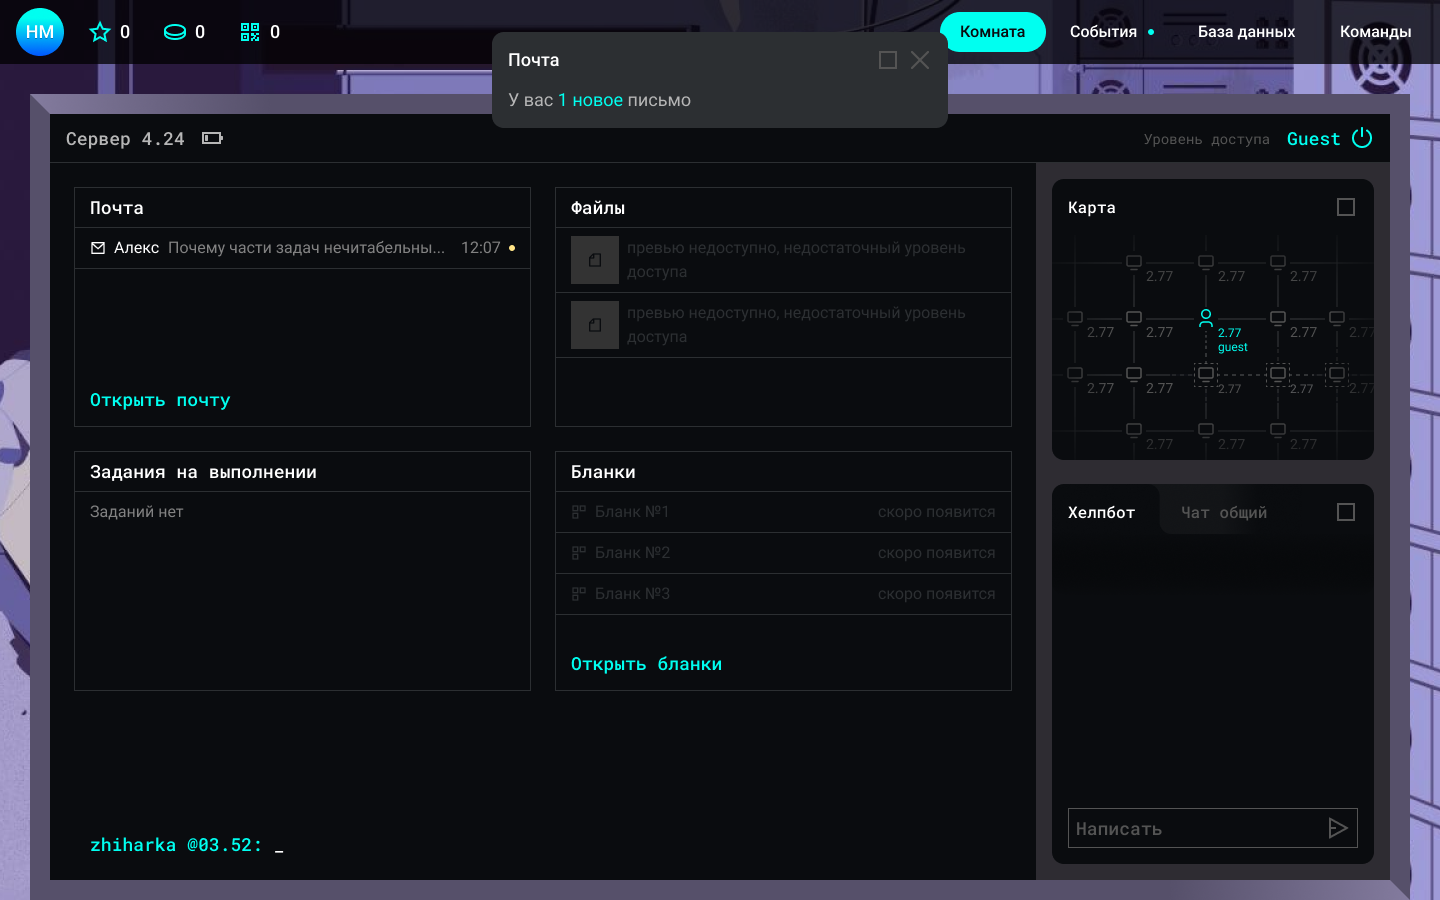 НМ
0
0
0
Комната
События
База данных
Команды
Почта
У вас 1 новое письмо
Сервер 4.24
Уровень доступа
Guest
Почта
Алекс Почему части задач нечитабельны... 12:07
Открыть почту
Файлы
превью недоступно, недостаточный уровень
доступа
превью недоступно, недостаточный уровень
доступа
Задания на выполнении
Заданий нет
Бланки
Бланк №1 скоро появится
Бланк №2 скоро появится
Бланк №3 скоро появится
Открыть бланки
zhiharka @03.52: _
Карта
2.77 2.77 2.77
2.77 2.77 2.77 2.77 2.77
guest
2.77 2.77 2.77 2.77 2.77
2.77 2.77 2.77
Хелпбот
Чат общий
Написать